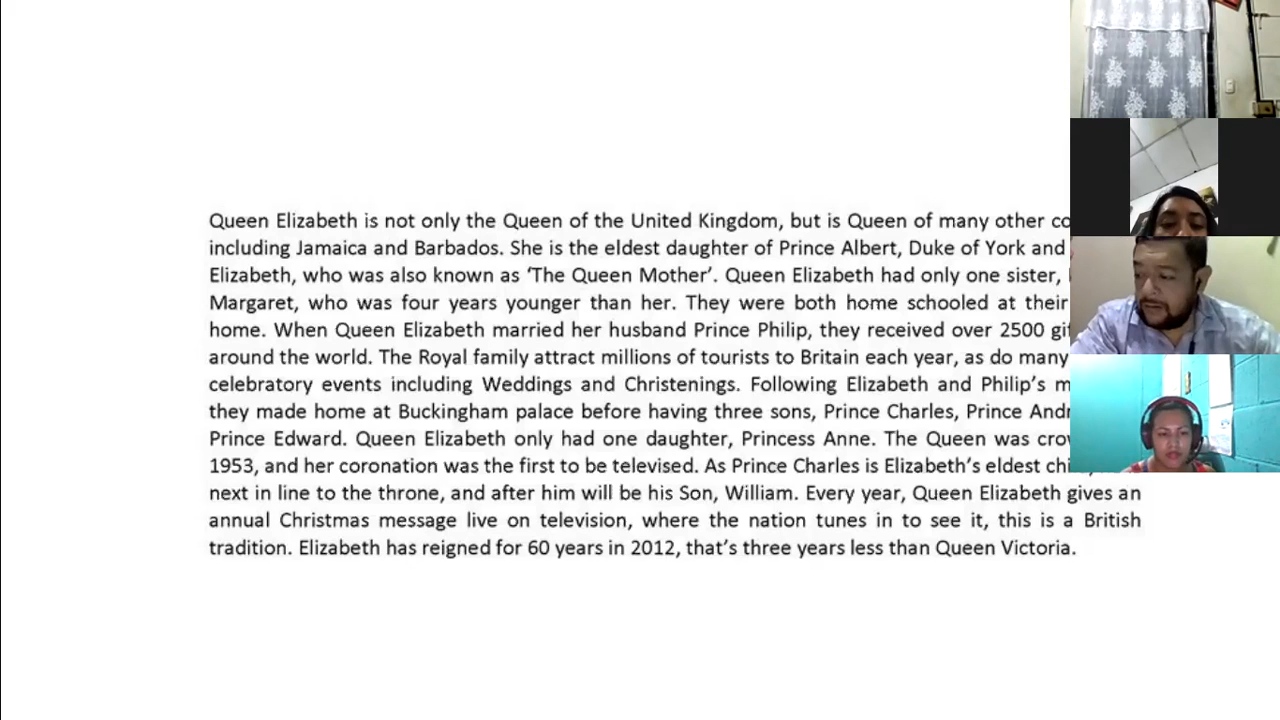 Queen Elizabeth is not only the Queen of the United Kingdom, but is Queen of many other
including Jamaica and Barbados. She is the eldest daughter of Prince Albert, Duke of York and
Elizabeth, who was also known as ‘The Queen Mother’. Queen Elizabeth had only one sister,
Margaret, who was four years younger than her. They were both home schooled at their
home. When Queen Elizabeth married her husband Prince Philip, they received over 2500
around the world. The Royal family attract millions of tourists to Britain each year, as do many
celebratory events including Weddings and Christenings. Following Elizabeth and Philip’s
they made home at Buckingham palace before having three sons, Prince Charles, Prince
Prince Edward. Queen Elizabeth only had one daughter, Princess Anne. The Queen was
1953, and her coronation was the first to be televised. As Prince Charles is Elizabeth’s eldest
next in line to the throne, and after him will be his Son, William. Every year, Queen Elizabeth gives an
annual Christmas message live on television, where the nation tunes in to see it, this is a British
tradition. Elizabeth has reigned for 60 years in 2012, that’s three years less than Queen Victoria.